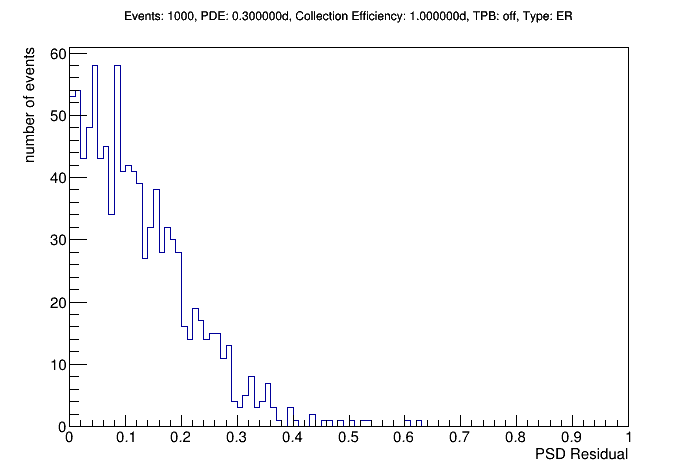 Events: 1000, PDE: 0.300000d, Collection Efficiency: 1.000000d, TPB: off, Type: ER
number of events
60
50
40
30
20
10
0
0 0.1 0.2 0.3 0.4 0.5 0.6 0.7 0.8 0.9 1
PSD Residual